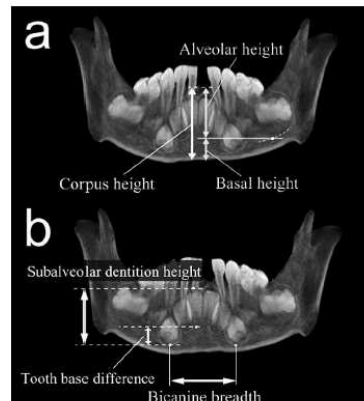 a
Alveolar height
Corpus height
Basal height
b
Subalveolar dentition height
Tooth base difference
Bicanine breadth